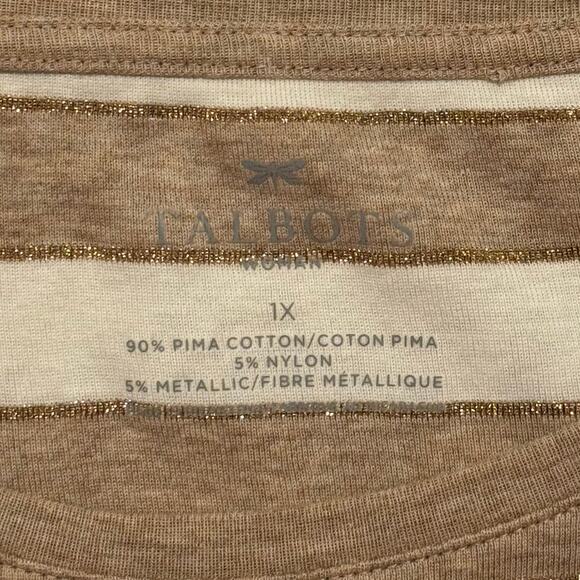 TALBOTS
WOMAN
1X
90% PIMA COTTON/COTON PIMA
5% NYLON
5% METALLIC/FIBRE MÉTALLIQUE